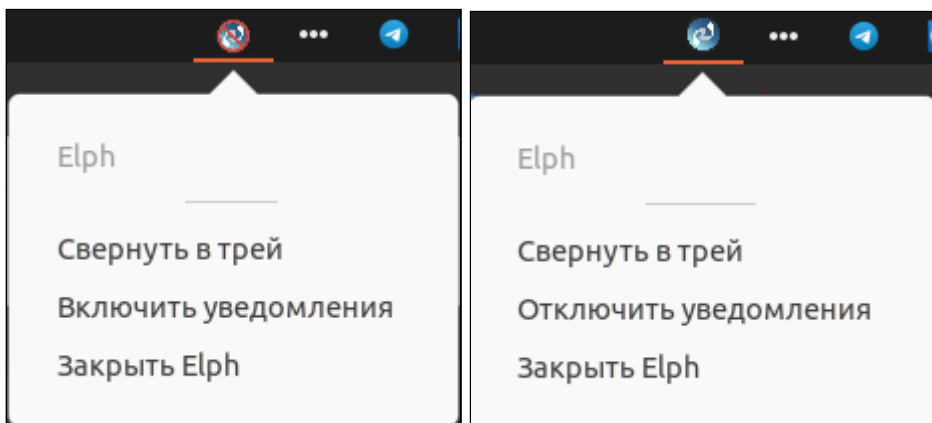 Elph
Свернуть в трей
Включить уведомления
Закрыть Elph
Elph
Свернуть в трей
Отключить уведомления
Закрыть Elph